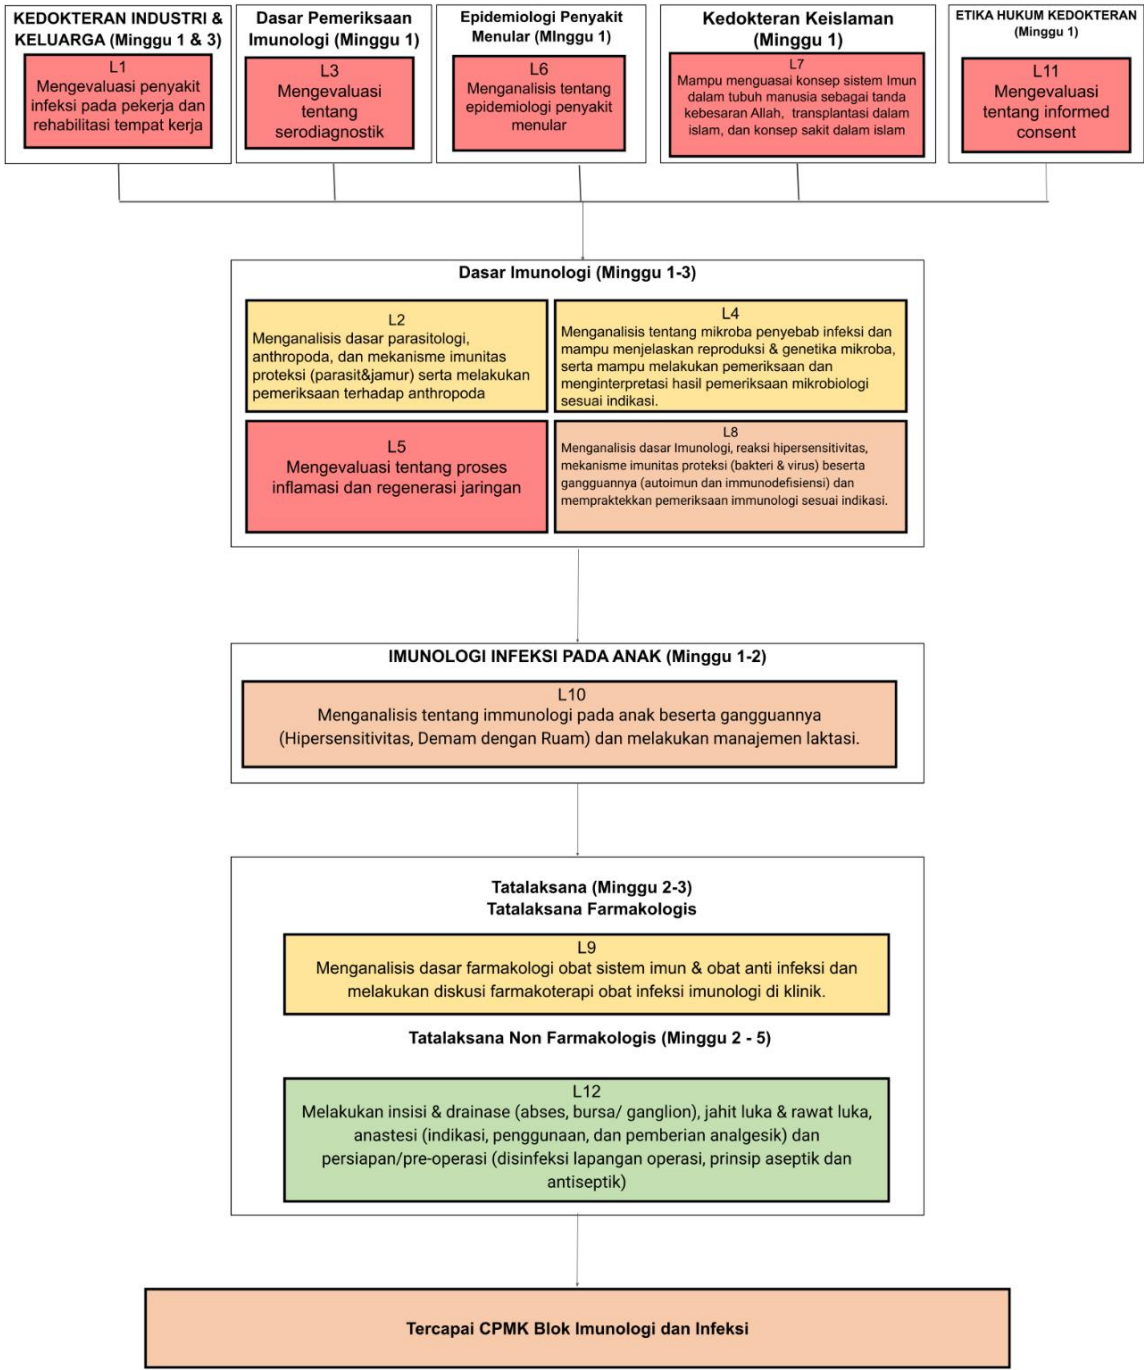 KEDOKTERAN INDUSTRI &
KELUARGA (Minggu 1 & 3)
L1
Mengevaluasi penyakit
infeksi pada pekerja dan
rehabilitasi tempat kerja
Dasar Pemeriksaan
Imunologi (Minggu 1)
L3
Mengevaluasi
tentang
serodiagnostik
Epidemiologi Penyakit
Menular (MInggu 1)
L6
Menganalisis tentang
epidemiologi penyakit
menular
Kedokteran Keislaman
(Minggu 1)
L7
Mampu menguasai konsep sistem Imun
dalam tubuh manusia sebagai tanda
kebesaran Allah, transplantasi dalam
islam, dan konsep sakit dalam islam
ETIKA HUKUM KEDOKTERAN
(Minggu 1)
L11
Mengevaluasi
tentang informed
consent
Dasar Imunologi (Minggu 1-3)
L2
Menganalisis dasar parasitologi,
anthropoda, dan mekanisme imunitas
proteksi (parasit&jamur) serta melakukan
pemeriksaan terhadap anthropoda
L4
Menganalisis tentang mikroba penyebab infeksi dan
mampu menjelaskan reproduksi & genetika mikroba,
serta mampu melakukan pemeriksaan dan
menginterpretasi hasil pemeriksaan mikrobiologi
sesuai indikasi.
L5
Mengevaluasi tentang proses
inflamasi dan regenerasi jaringan
L8
Menganalisis dasar Imunologi, reaksi hipersensitivitas,
mekanisme imunitas proteksi (bakteri & virus) beserta
gangguannya (autoimun dan immunodefisiensi) dan
mempraktekkan pemeriksaan immunologi sesuai indikasi.
IMUNOLOGI INFEKSI PADA ANAK (Minggu 1-2)
L10
Menganalisis tentang immunologi pada anak beserta gangguannya
(Hipersensitivitas, Demam dengan Ruam) dan melakukan manajemen laktasi.
Tatalaksana (Minggu 2-3)
Tatalaksana Farmakologis
L9
Menganalisis dasar farmakologi obat sistem imun & obat anti infeksi dan
melakukan diskusi farmakoterapi obat infeksi imunologi di klinik.
Tatalaksana Non Farmakologis (Minggu 2 - 5)
L12
Melakukan insisi & drainase (abses, bursa/ ganglion), jahit luka & rawat luka,
anastesi (indikasi, penggunaan, dan pemberian analgesik) dan
persiapan/pre-operasi (disinfeksi lapangan operasi, prinsip aseptik dan
antiseptik)
Tercapai CPMK Blok Imunologi dan Infeksi